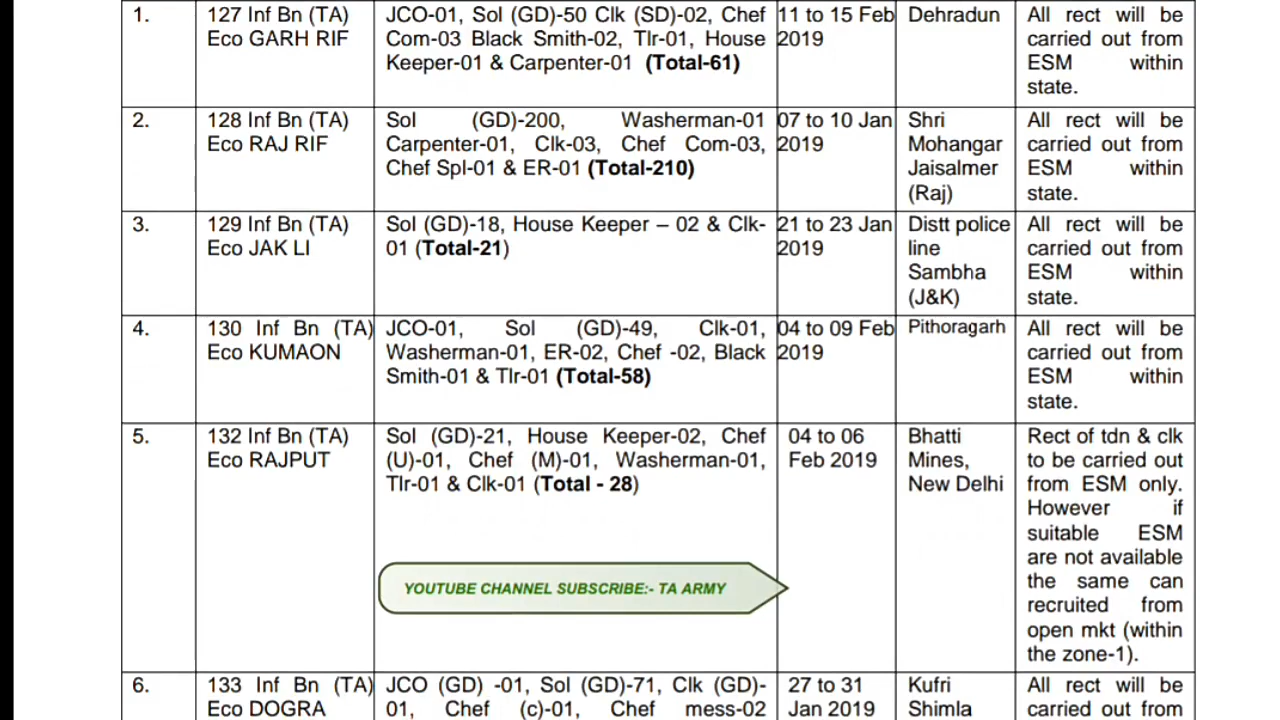 1.
127 Inf Bn (TA)
Eco GARH RIF
JCO-01, Sol (GD)-50 Clk (SD)-02, Chef
Com-03 Black Smith-02, Tlr-01, House
Keeper-01 & Carpenter-01 (Total-61)
11 to 15 Feb
2019
Dehradun
All rect will be
carried out from
ESM within
state.
2.
128 Inf Bn (TA)
Eco RAJ RIF
Sol (GD)-200, Washerman-01
Carpenter-01, Clk-03, Chef Com-03,
Chef Spl-01 & ER-01 (Total-210)
07 to 10 Jan
2019
Shri
Mohangar
Jaisalmer
(Raj)
All rect will be
carried out from
ESM within
state.
3.
129 Inf Bn (TA)
Eco JAK LI
Sol (GD)-18, House Keeper – 02 & Clk-
01 (Total-21)
21 to 23 Jan
2019
Distt police
line
Sambha
(J&K)
All rect will be
carried out from
ESM within
state.
4.
130 Inf Bn (TA)
Eco KUMAON
JCO-01, Sol (GD)-49, Clk-01,
Washerman-01, ER-02, Chef -02, Black
Smith-01 & Tlr-01 (Total-58)
04 to 09 Feb
2019
Pithoragarh
All rect will be
carried out from
ESM within
state.
5.
132 Inf Bn (TA)
Eco RAJPUT
Sol (GD)-21, House Keeper-02, Chef
(U)-01, Chef (M)-01, Washerman-01,
Tlr-01 & Clk-01 (Total - 28)
04 to 06
Feb 2019
Bhatti
Mines,
New Delhi
Rect of tdn & clk
to be carried out
from ESM only.
However if
suitable ESM
are not available
the same can
recruited from
open mkt (within
the zone-1).
YOUTUBE CHANNEL SUBSCRIBE:- TA ARMY
6.
133 Inf Bn (TA)
Eco DOGRA
JCO (GD) -01, Sol (GD)-71, Clk (GD)-
01, Chef (c)-01, Chef mess-02
27 to 31
Jan 2019
Kufri
Shimla
All rect will be
carried out from